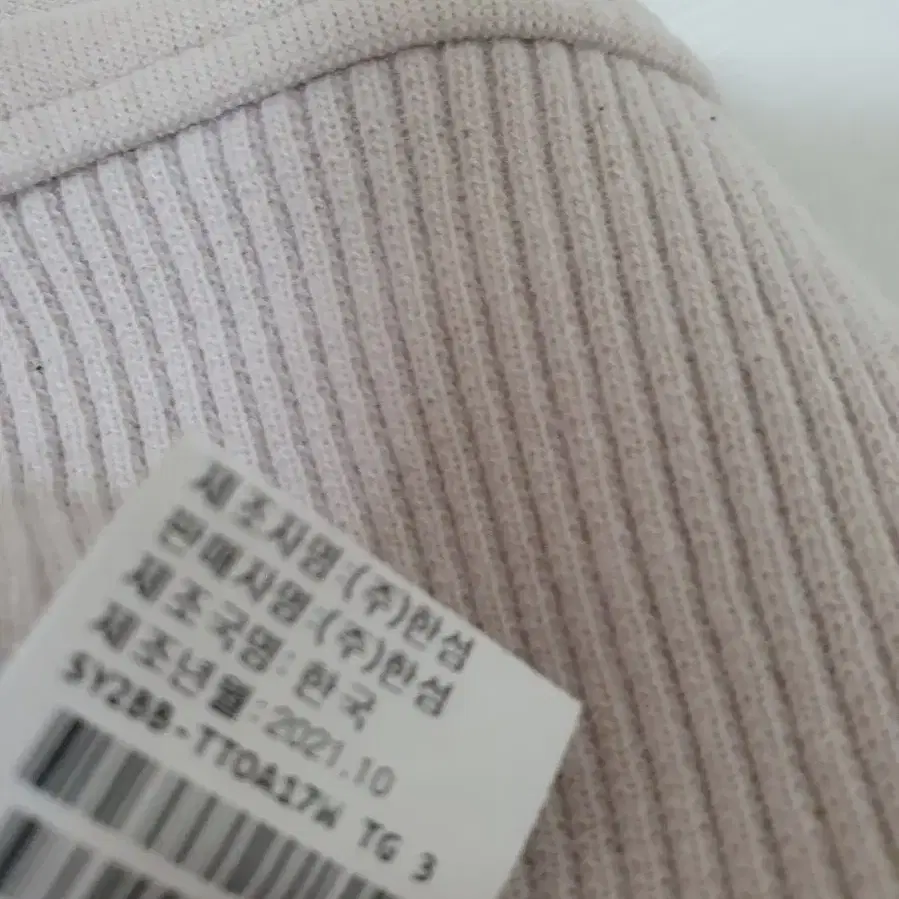 제조사명:(주)한섬
판매사명:(주)한섬
제조국명: 한국
제조년월:2021.10
SY2BB-TTOA17W TG 3